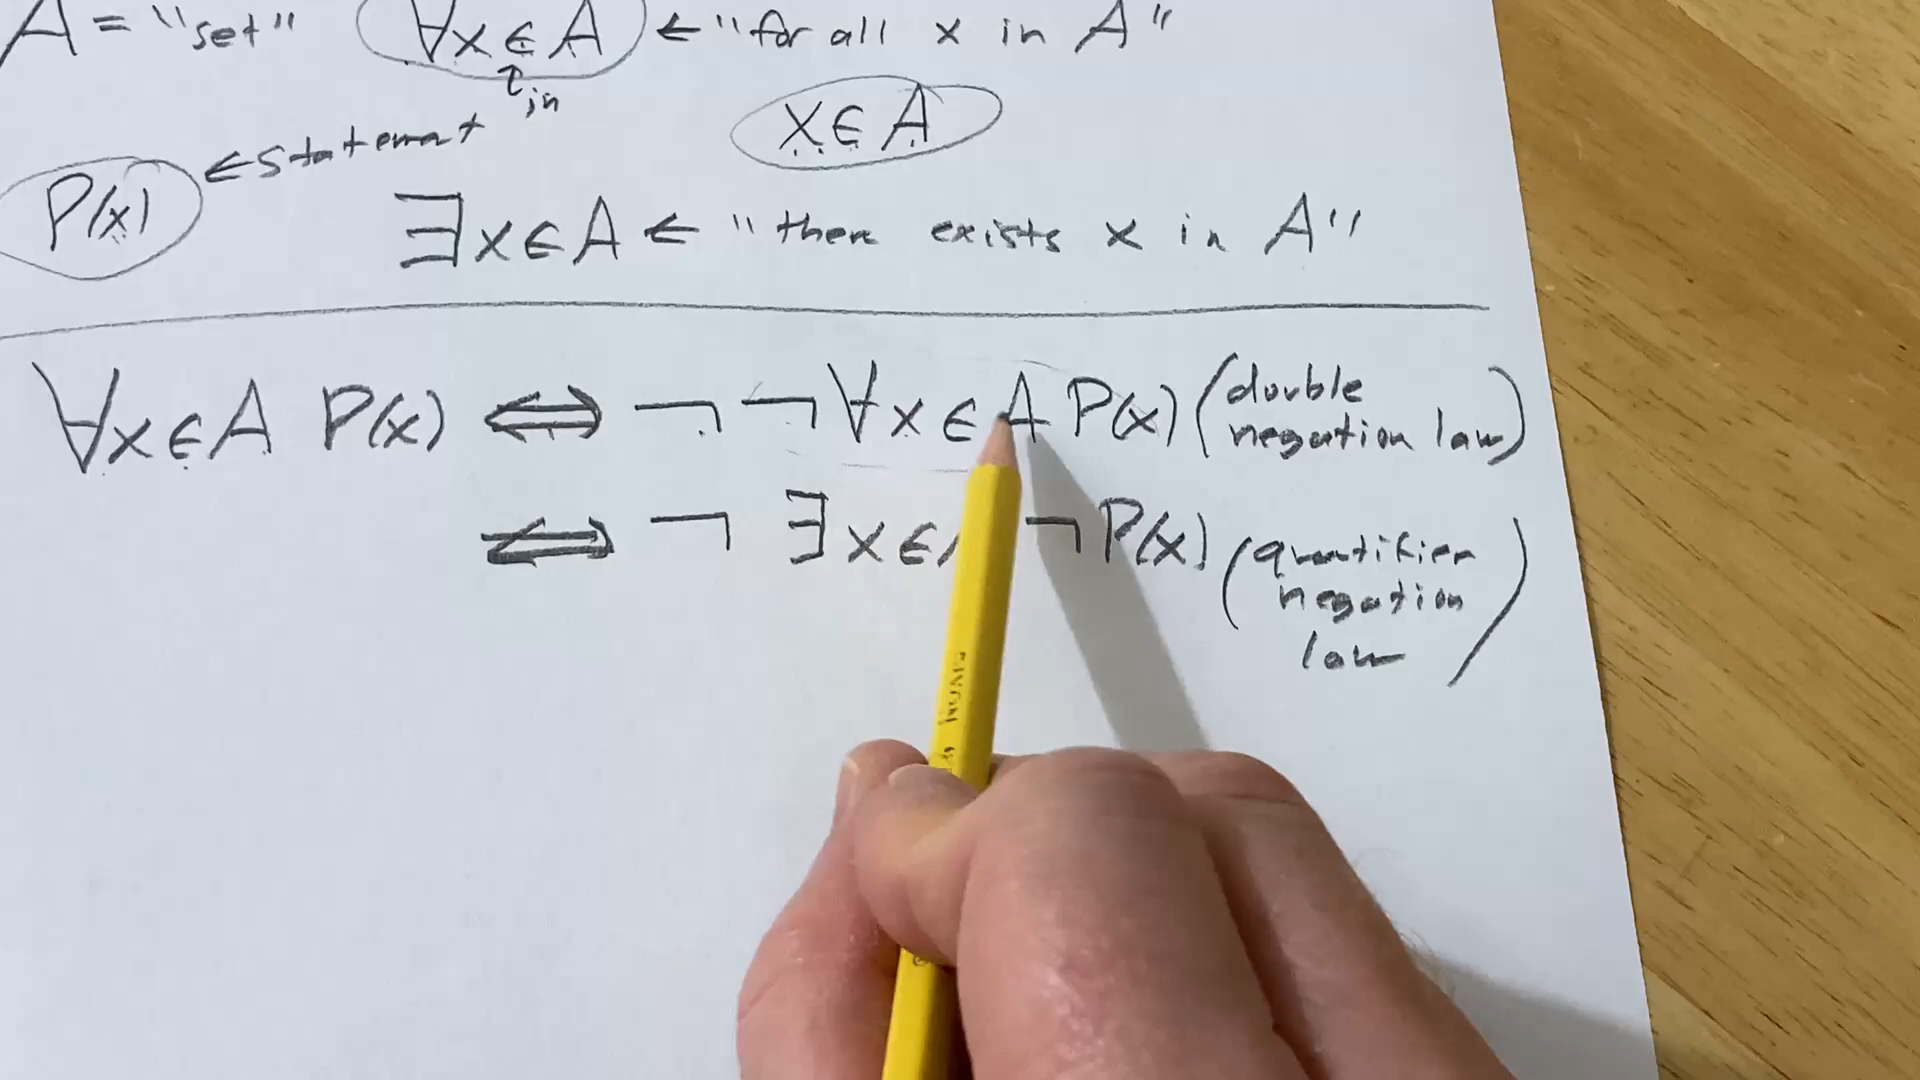 A = "set" ∀x∈A ← "for all x in A"
in
x∈A
P(x) ← statement
∃x∈A ← "there exists x in A"
∀x∈A P(x) ⟺ ¬¬∀x∈A P(x) (double negation law)
⟺ ¬∃x∈A ¬P(x) (quantifier negation law)